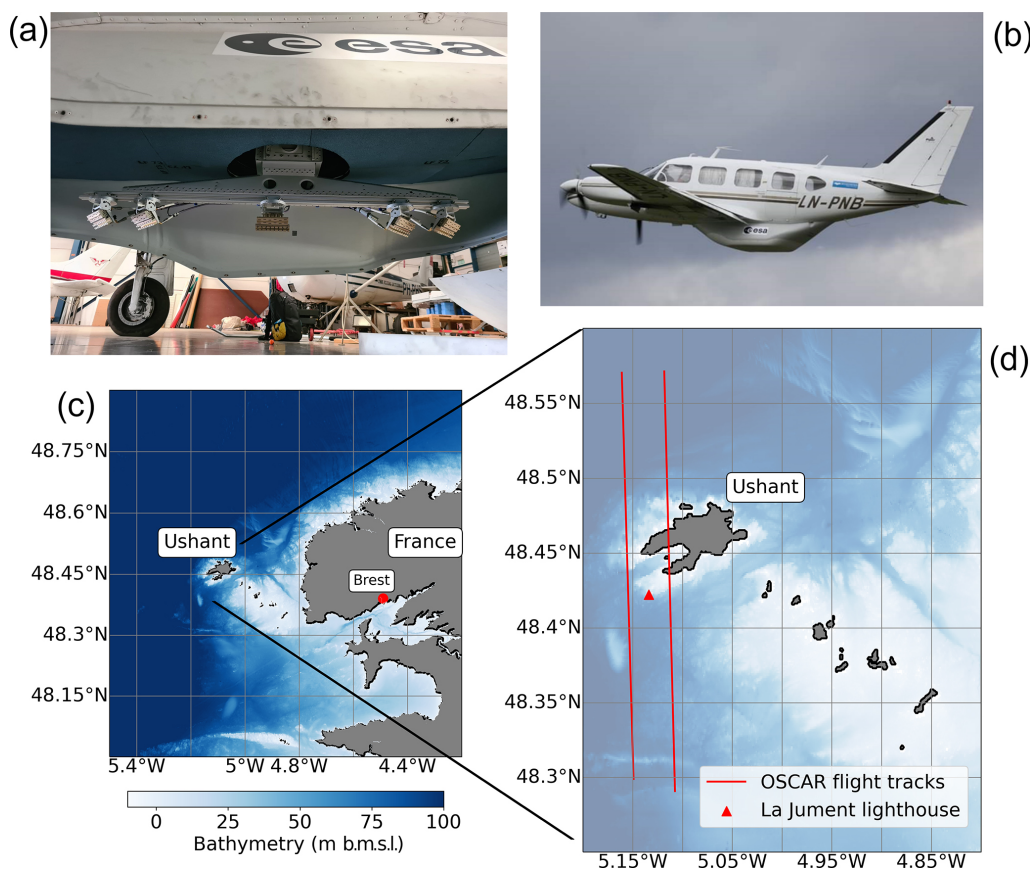 (a)
esa
(b)
LN-PNB
esa
(c)
48.75°N
48.6°N
48.45°N
48.3°N
48.15°N
5.4°W
5°W
4.8°W
4.4°W
Ushant
France
Brest
0
25
50
75
100
Bathymetry (m b.m.s.l.)
(d)
48.55°N
48.5°N
48.45°N
48.4°N
48.35°N
48.3°N
Ushant
OSCAR flight tracks
La Jument lighthouse
5.15°W
5.05°W
4.95°W
4.85°W